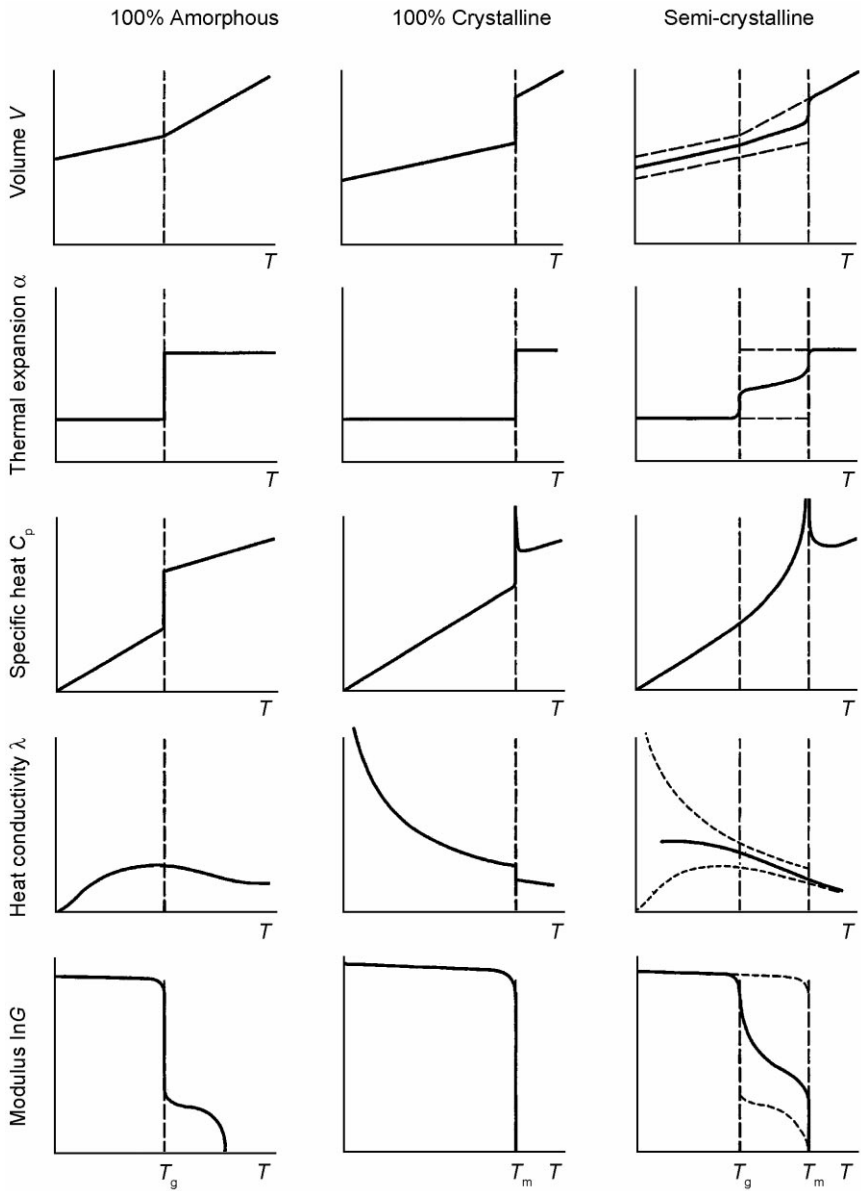 100% Amorphous 100% Crystalline Semi-crystalline
Volume V
T T T
Thermal expansion α
T T T
Specific heat Cp
T T T
Heat conductivity λ
T T T
Modulus lnG
Tg T Tm T Tg Tm T